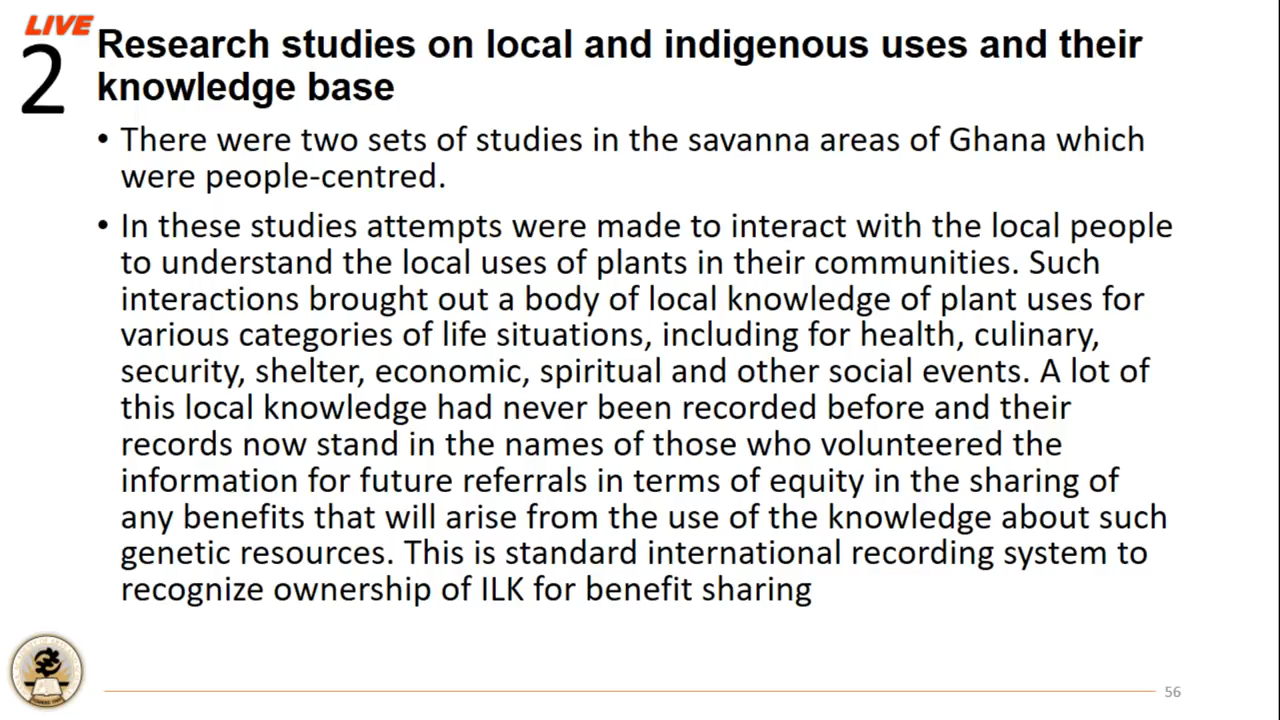 LIVE
2
Research studies on local and indigenous uses and their
knowledge base
• There were two sets of studies in the savanna areas of Ghana which
were people-centred.
• In these studies attempts were made to interact with the local people
to understand the local uses of plants in their communities. Such
interactions brought out a body of local knowledge of plant uses for
various categories of life situations, including for health, culinary,
security, shelter, economic, spiritual and other social events. A lot of
this local knowledge had never been recorded before and their
records now stand in the names of those who volunteered the
information for future referrals in terms of equity in the sharing of
any benefits that will arise from the use of the knowledge about such
genetic resources. This is standard international recording system to
recognize ownership of ILK for benefit sharing
56